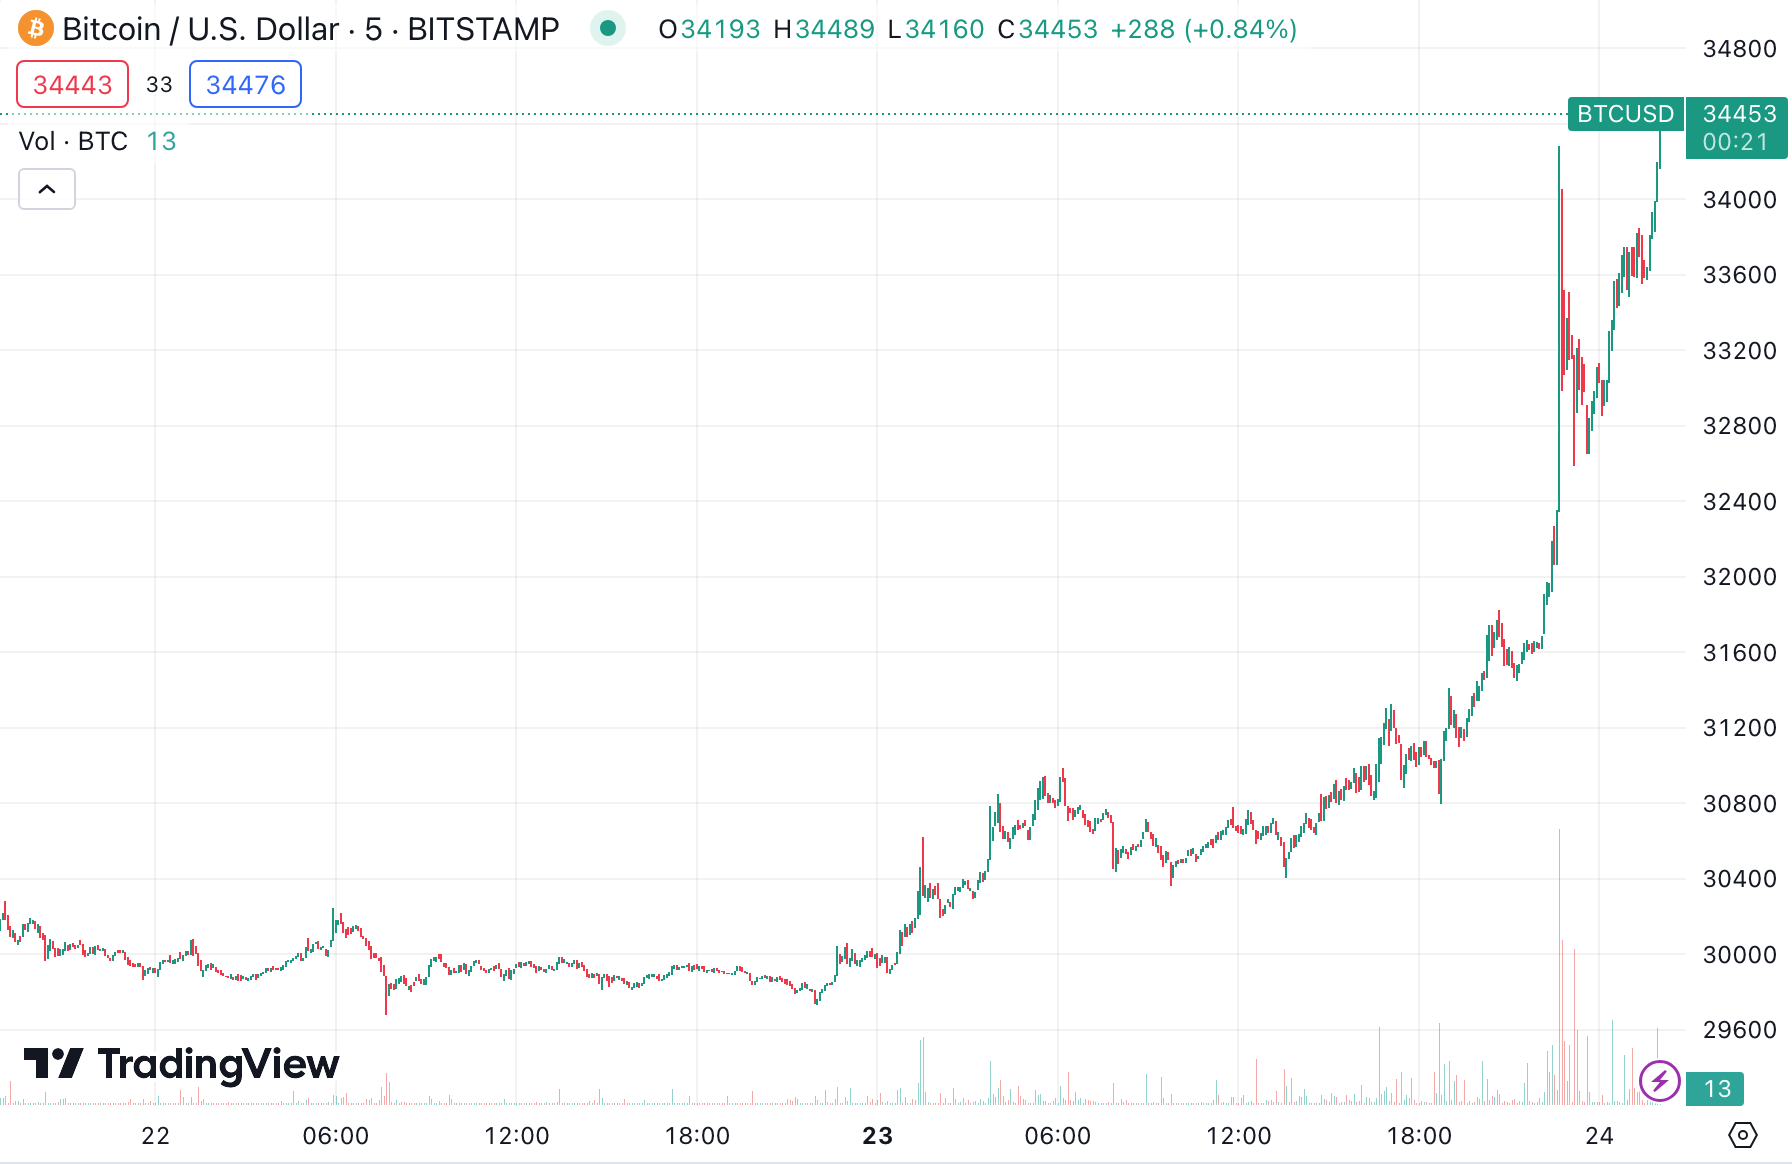 Bitcoin / U.S. Dollar · 5 · BITSTAMP O34193 H34489 L34160 C34453 +288 (+0.84%)
34443 33 34476
Vol · BTC 13
34800
BTCUSD 34453
00:21
34000
33600
33200
32800
32400
32000
31600
31200
30800
30400
30000
29600
TradingView
13
22 06:00 12:00 18:00 23 06:00 12:00 18:00 24